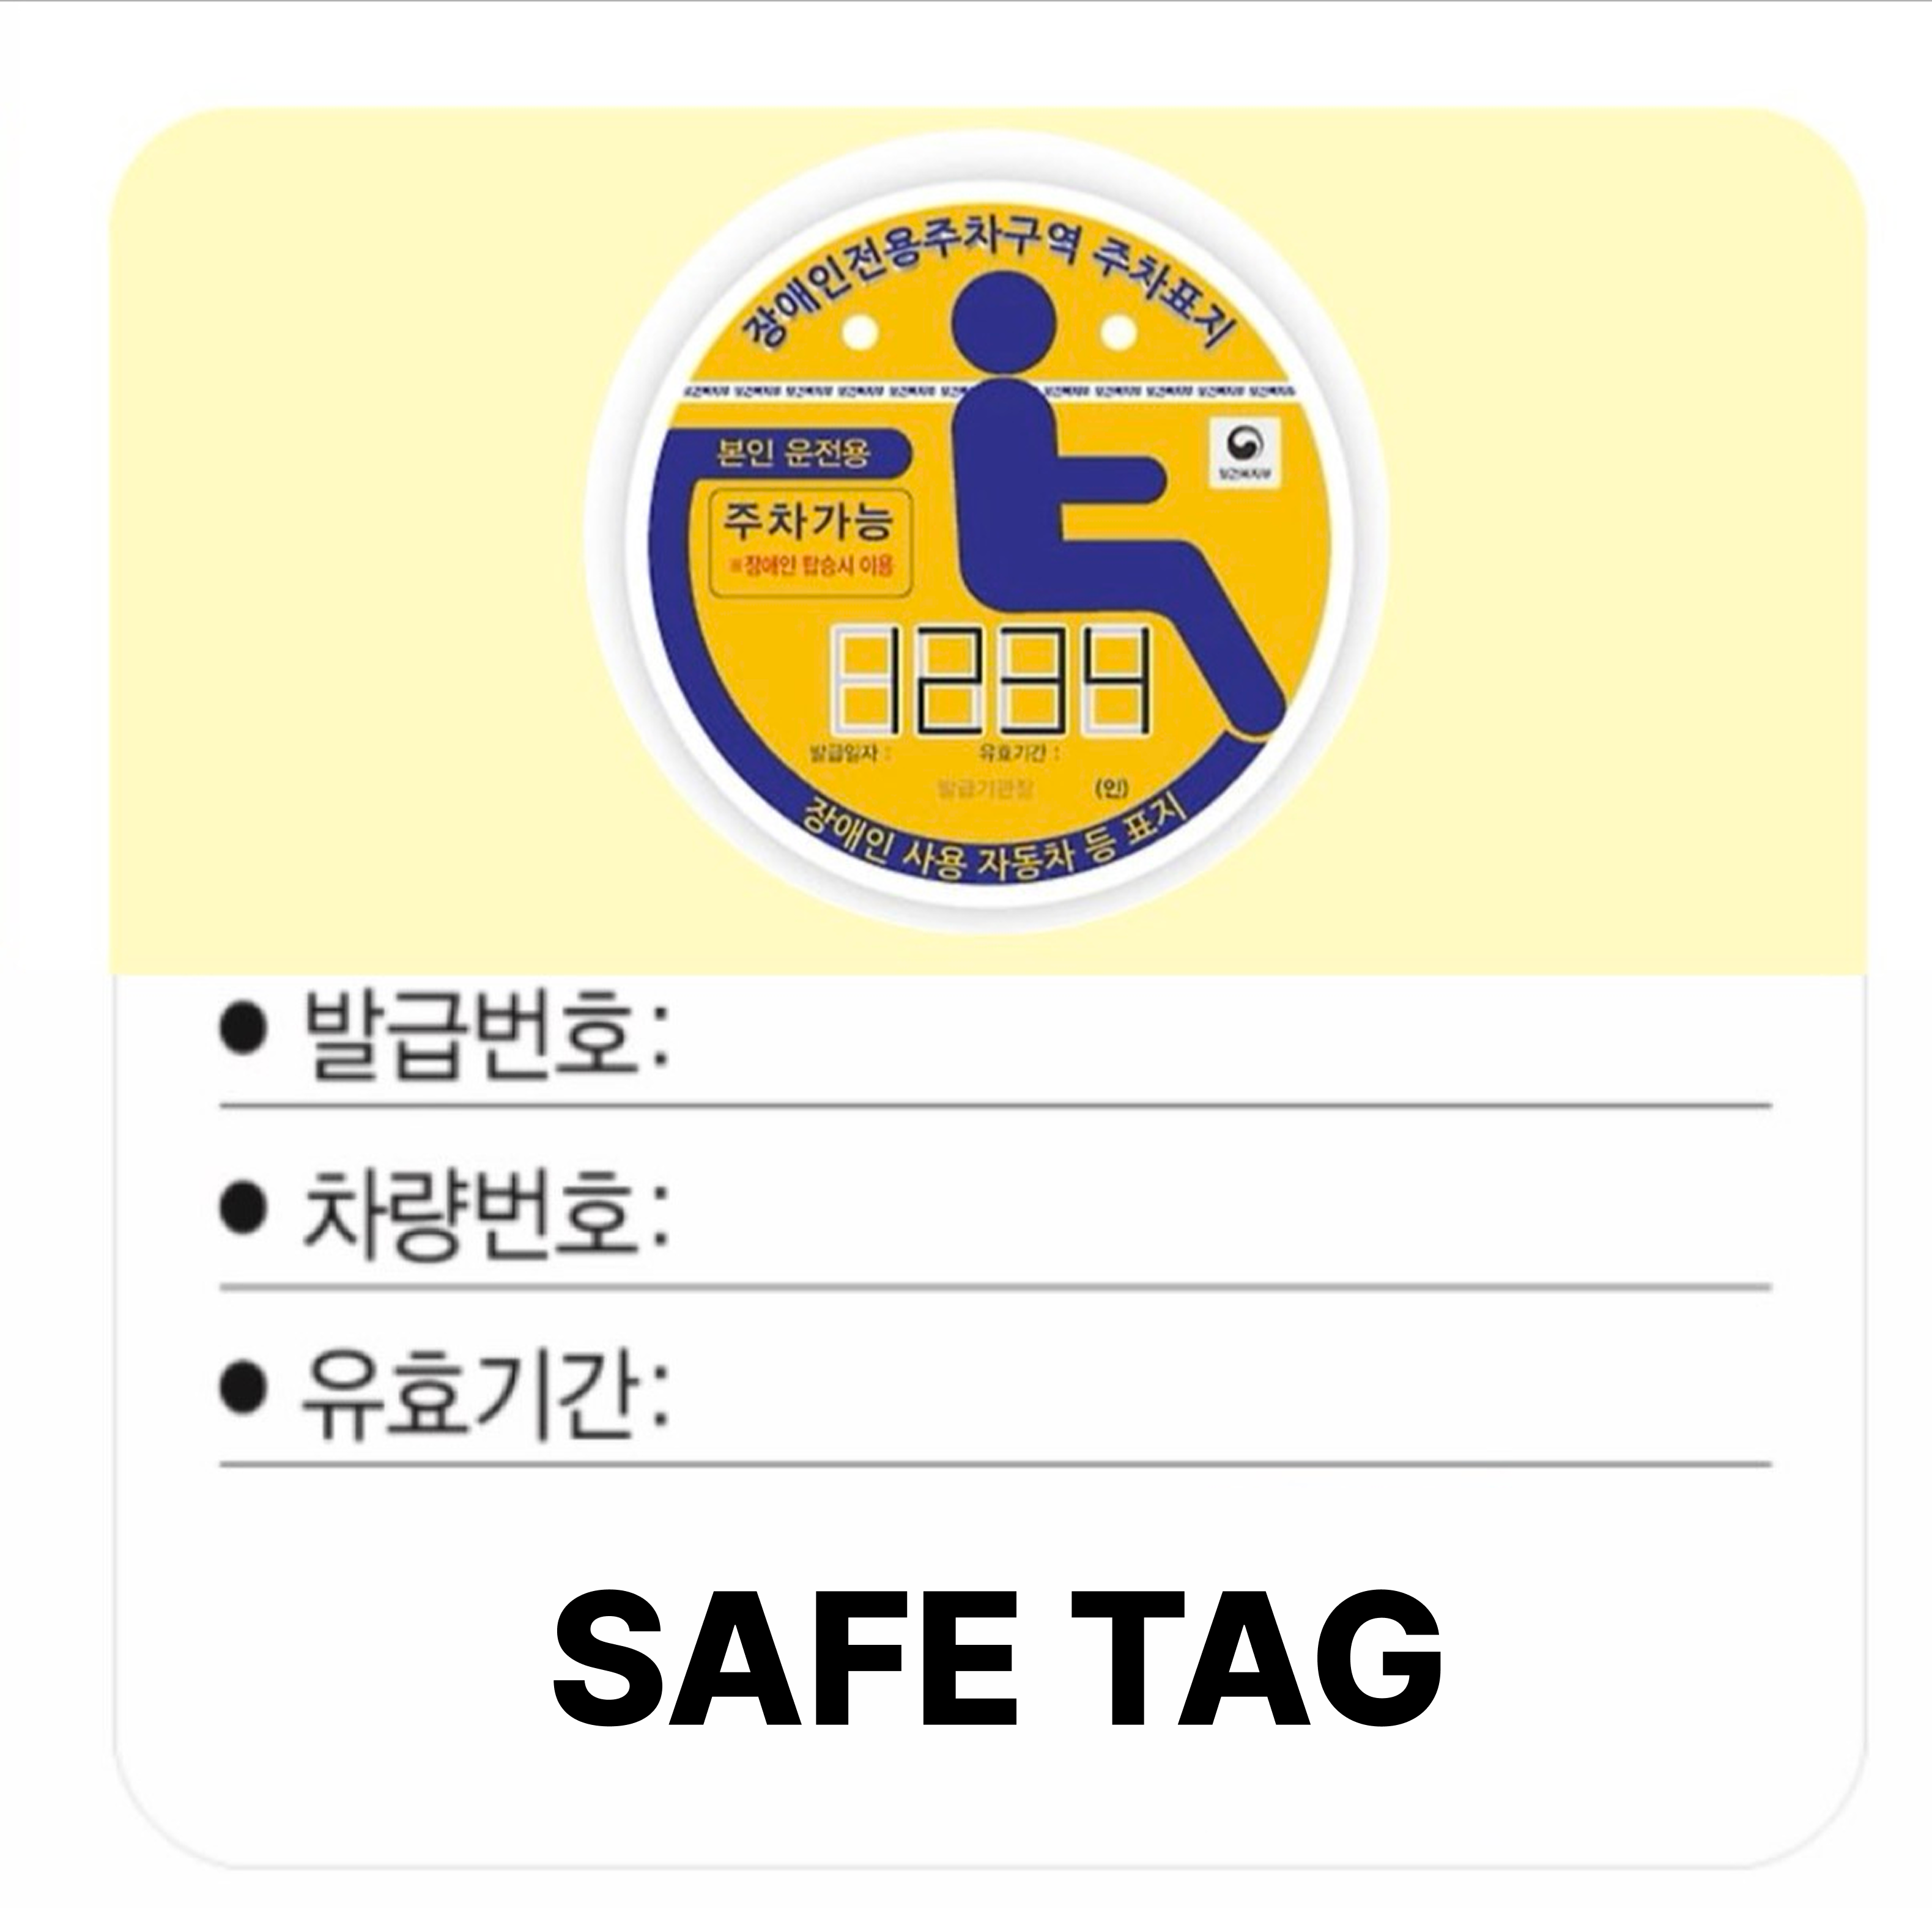 장애인전용주차구역 주차표지
보건복지부 보건복지부 보건복지부 보건복지부 보건복지부 보건복지부 보건복지부 보건복지부 보건복지부 보건복지부
본인 운전용
보건복지부
주차가능
※장애인 탑승시 이용
1234
발급일자 : 유효기간 :
발급기관장 (인)
장애인 사용 자동차 등 표지
● 발급번호:
● 차량번호:
● 유효기간:
SAFE TAG